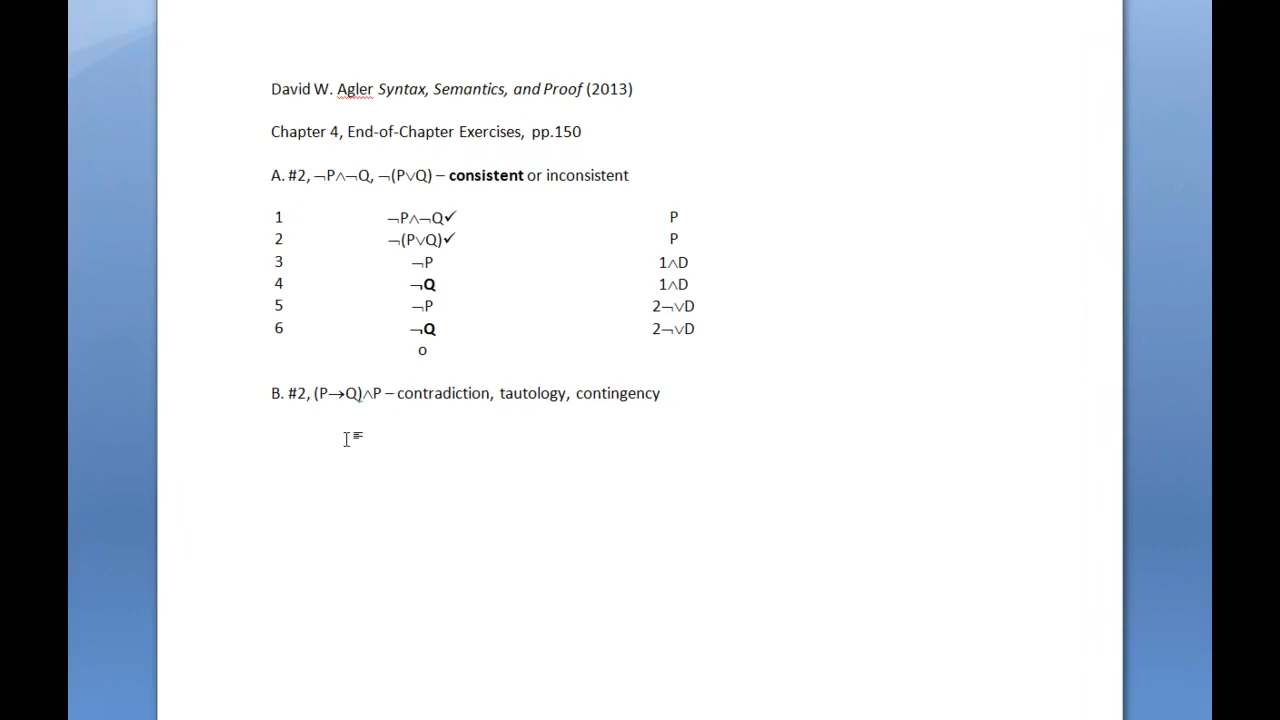 David W. Agler Syntax, Semantics, and Proof (2013)
Chapter 4, End-of-Chapter Exercises, pp.150
A. #2, ¬P∧¬Q, ¬(P∨Q) – consistent or inconsistent
1 ¬P∧¬Q✓ P
2 ¬(P∨Q)✓ P
3 ¬P 1∧D
4 ¬Q 1∧D
5 ¬P 2¬∨D
6 ¬Q 2¬∨D
o
B. #2, (P→Q)∧P – contradiction, tautology, contingency